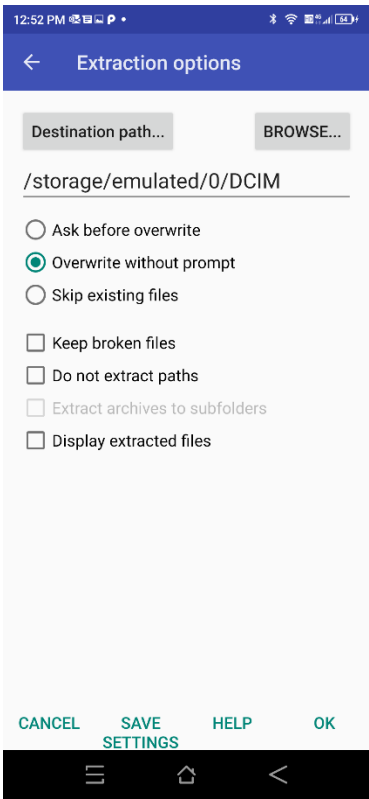 12:52 PM
64
Extraction options
Destination path...
BROWSE...
/storage/emulated/0/DCIM
Ask before overwrite
Overwrite without prompt
Skip existing files
Keep broken files
Do not extract paths
Extract archives to subfolders
Display extracted files
CANCEL
SAVE
SETTINGS
HELP
OK